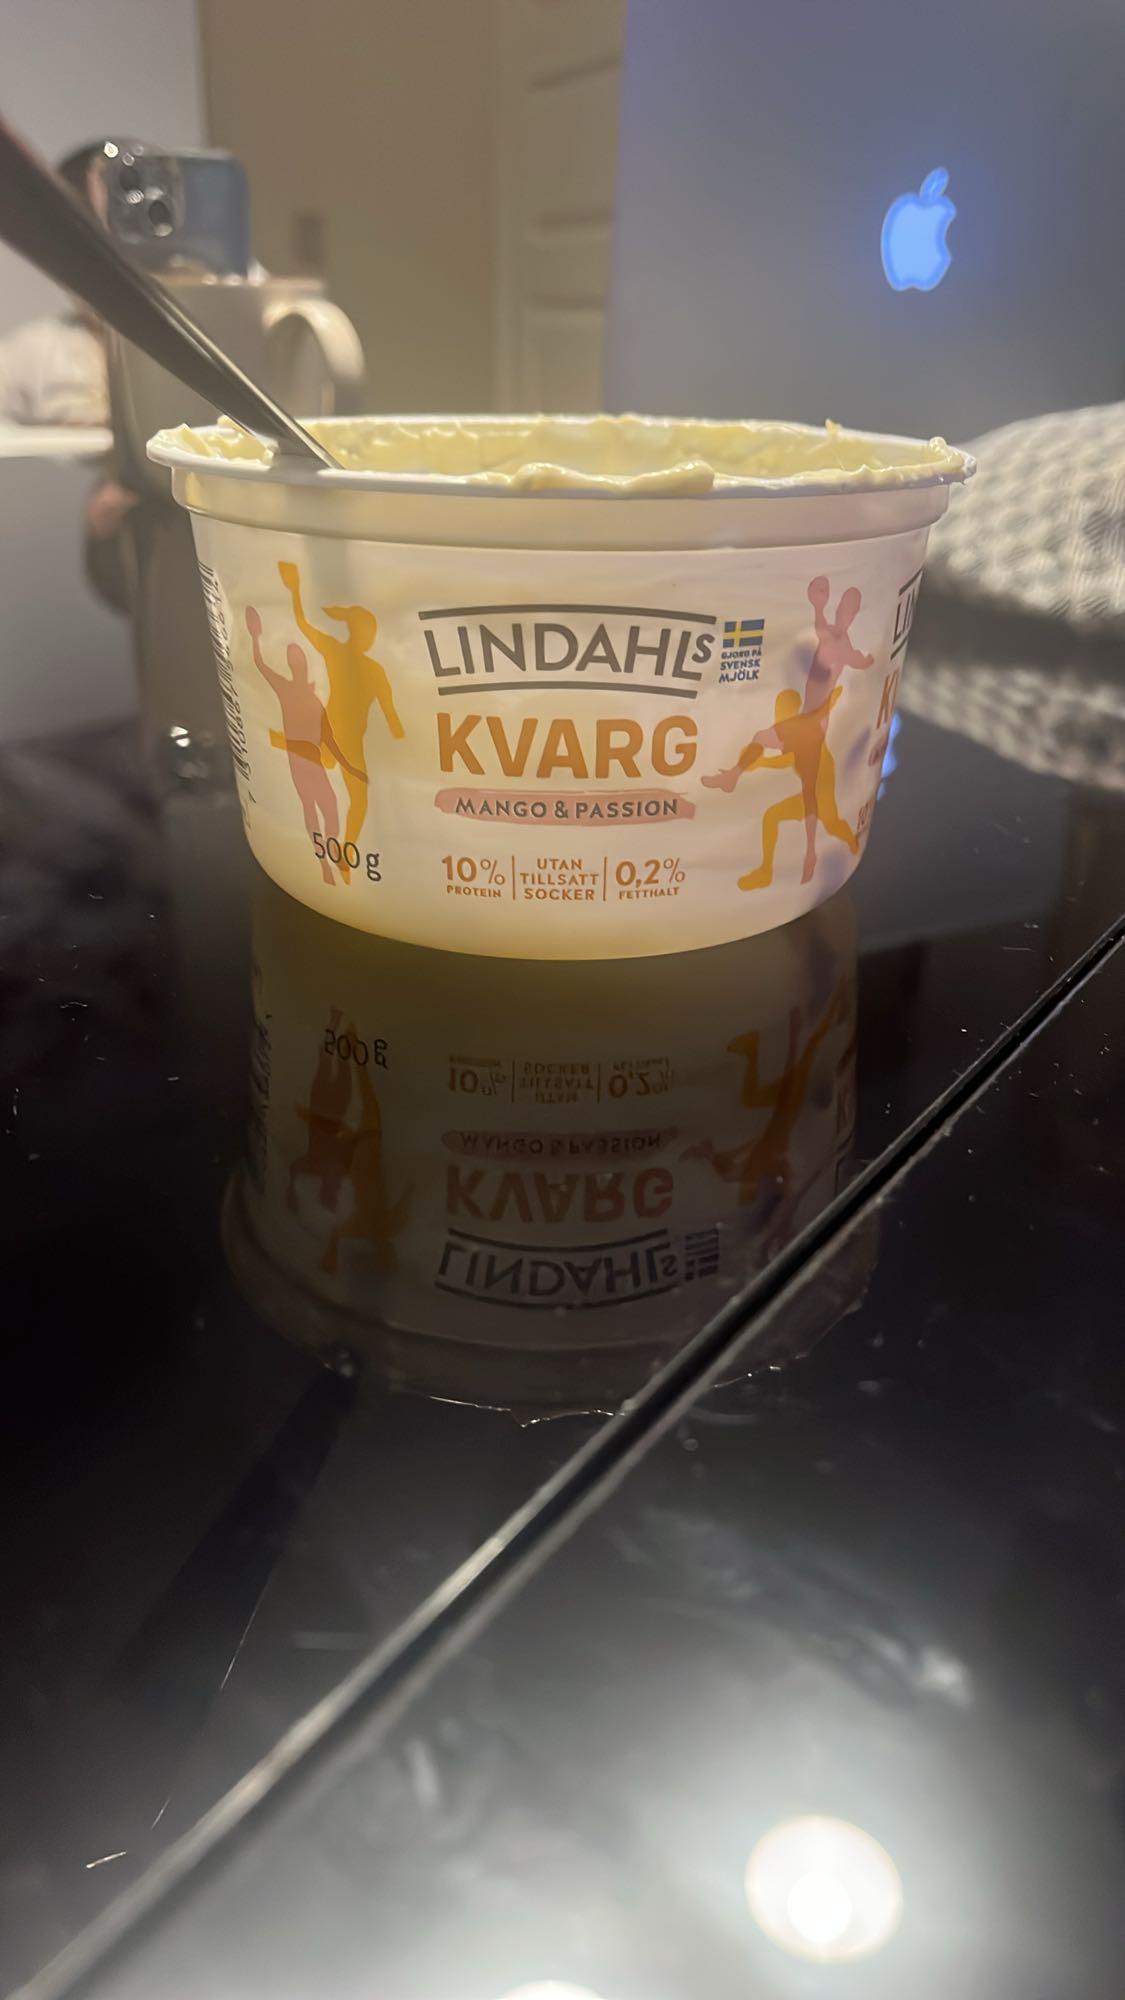 LINDAHLs
GJORD PÅ
SVENSK
MJÖLK
KVARG
MANGO & PASSION
500 g
10%
PROTEIN
UTAN
TILLSATT
SOCKER
0,2%
FETTHALT